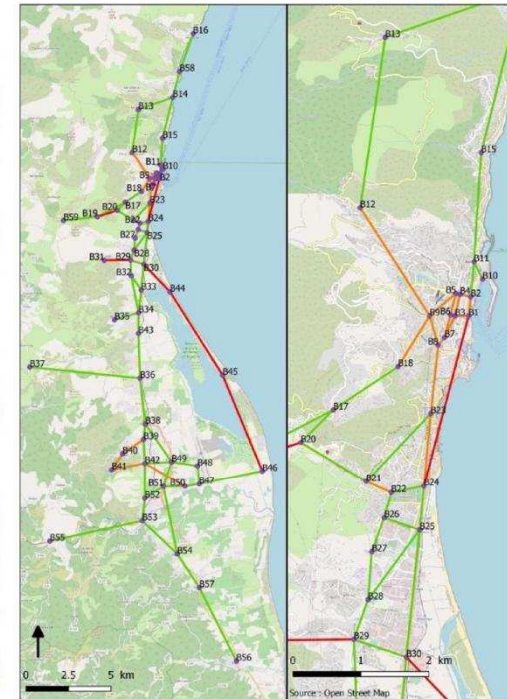 B16
B58
B14
B13
B15
B12
B11
B10
B9
B2
B7
B18
B23
B17
B20
B19
B59
B22
B24
B27
B25
B28
B29
B31
B30
B32
B33
B44
B34
B35
B43
B37
B36
B45
B38
B39
B40
B42
B49
B48
B41
B46
B51
B50
B47
B52
B53
B55
B54
B57
B56
0 5 km
B13
B15
B12
B11
B10
B5
B4
B2
B9
B6
B3
B1
B7
B8
B18
B17
B23
B20
B21
B22
B24
B26
B25
B27
B28
B29
B30
0 1 2 km
Source : Open Street Map